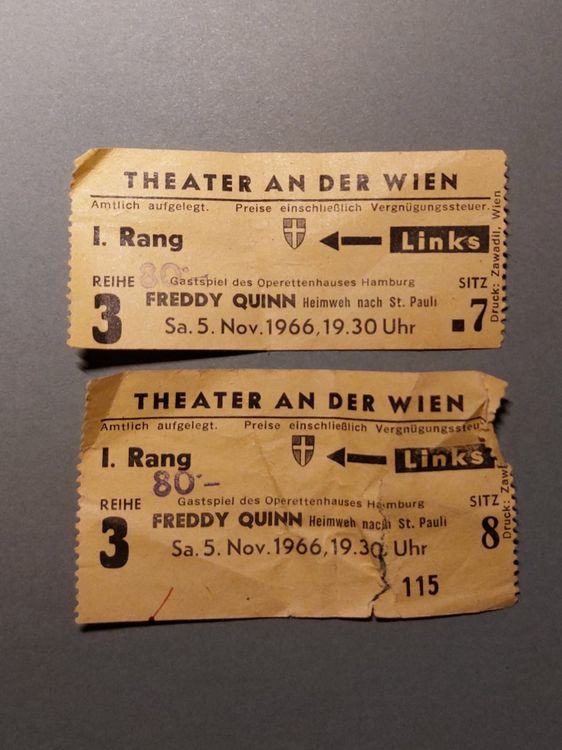 THEATER AN DER WIEN
Amtlich aufgelegt. Preise einschließlich Vergnügungssteuer.
I. Rang Links
80.-
REIHE Gastspiel des Operettenhauses Hamburg SITZ
3 FREDDY QUINN Heimweh nach St. Pauli .7
Sa. 5. Nov. 1966, 19.30 Uhr
Druck: Zawadil, Wien
THEATER AN DER WIEN
Amtlich aufgelegt. Preise einschließlich Vergnügungssteu
I. Rang Links
80.-
REIHE Gastspiel des Operettenhauses Hamburg SITZ
3 FREDDY QUINN Heimweh nach St. Pauli 8
Sa. 5. Nov. 1966, 19.30 Uhr
115
Druck: Zaw